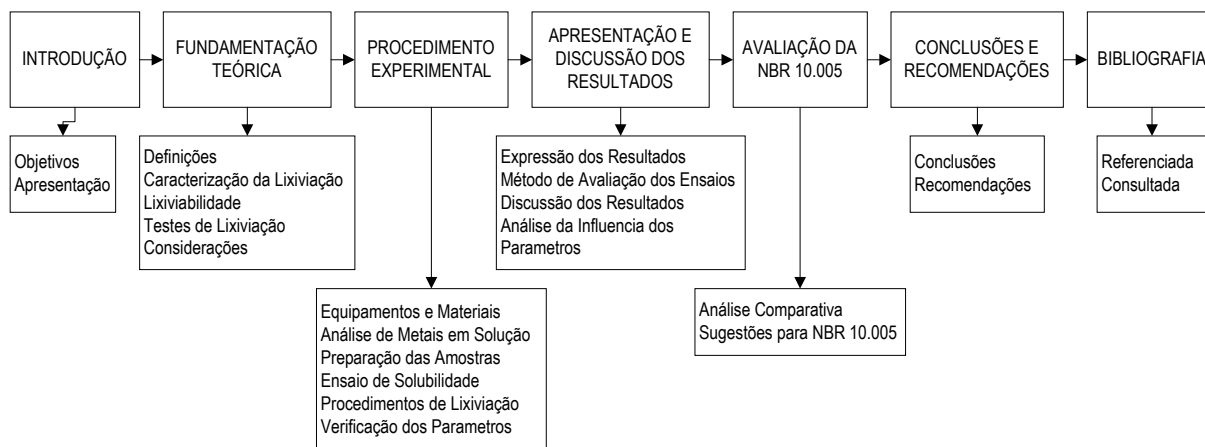 INTRODUÇÃO
FUNDAMENTAÇÃO
TEÓRICA
PROCEDIMENTO
EXPERIMENTAL
APRESENTAÇÃO E
DISCUSSÃO DOS
RESULTADOS
AVALIAÇÃO DA
NBR 10.005
CONCLUSÕES E
RECOMENDAÇÕES
BIBLIOGRAFIA
Objetivos
Apresentação
Definições
Caracterização da Lixiviação
Lixiviabilidade
Testes de Lixiviação
Considerações
Equipamentos e Materiais
Análise de Metais em Solução
Preparação das Amostras
Ensaio de Solubilidade
Procedimentos de Lixiviação
Verificação dos Parametros
Expressão dos Resultados
Método de Avaliação dos Ensaios
Discussão dos Resultados
Análise da Influencia dos
Parametros
Análise Comparativa
Sugestões para NBR 10.005
Conclusões
Recomendações
Referenciada
Consultada